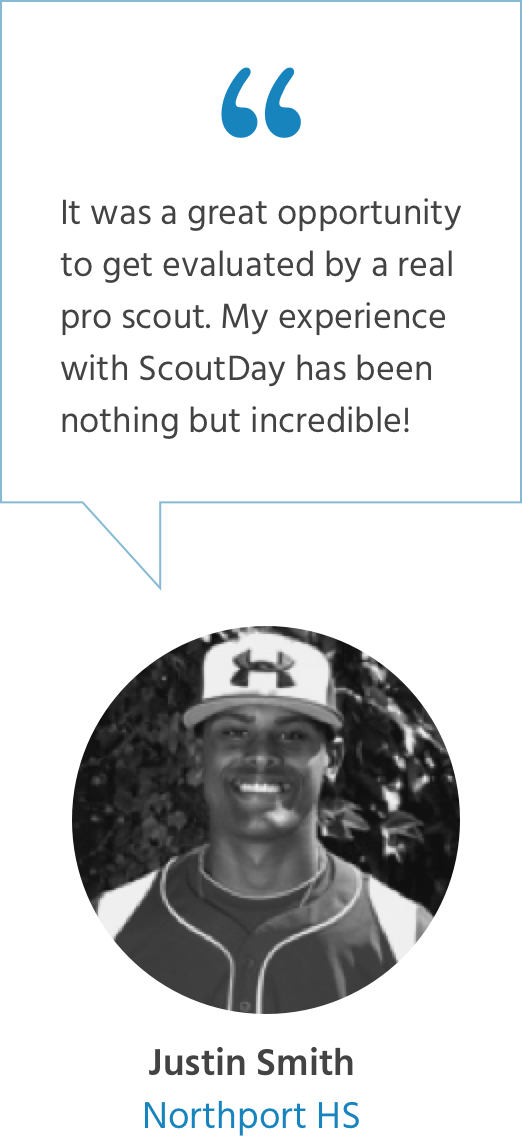 “
It was a great opportunity
to get evaluated by a real
pro scout. My experience
with ScoutDay has been
nothing but incredible!
Justin Smith
Northport HS